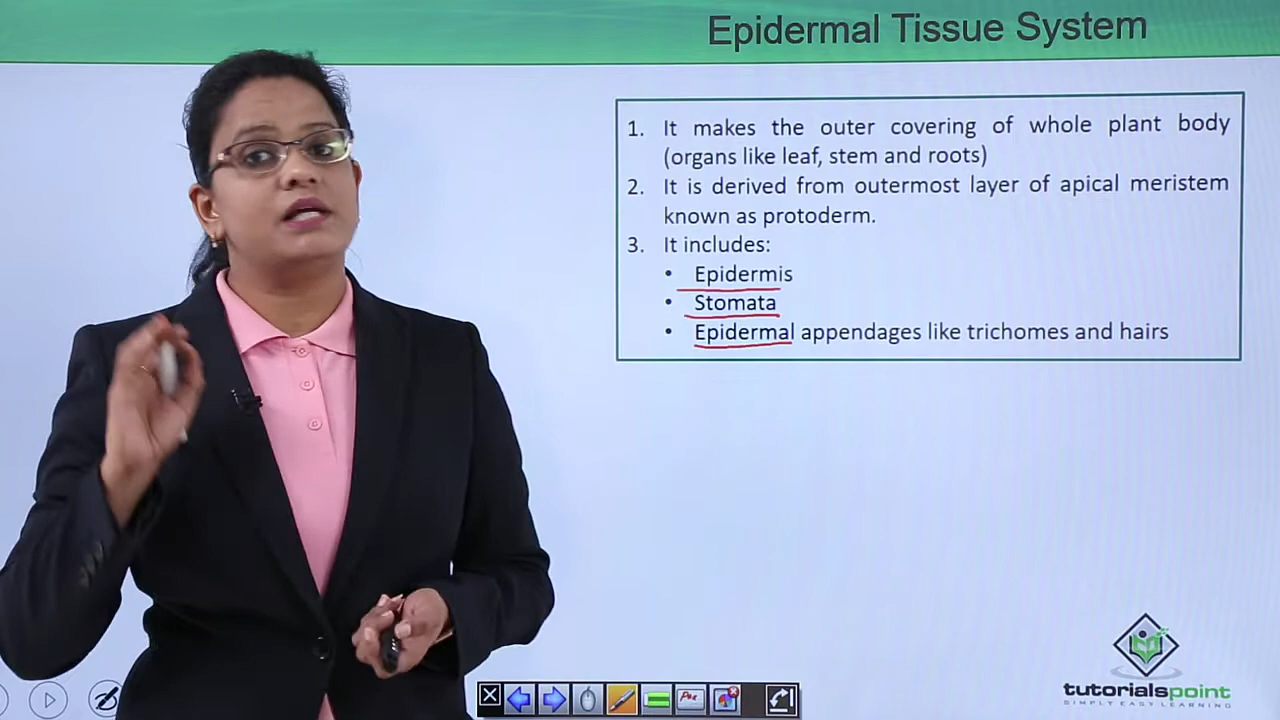 Epidermal Tissue System
1. It makes the outer covering of whole plant body
(organs like leaf, stem and roots)
2. It is derived from outermost layer of apical meristem
known as protoderm.
3. It includes:
• Epidermis
• Stomata
• Epidermal appendages like trichomes and hairs
tutorialspoint
SIMPLY EASY LEARNING
Pen